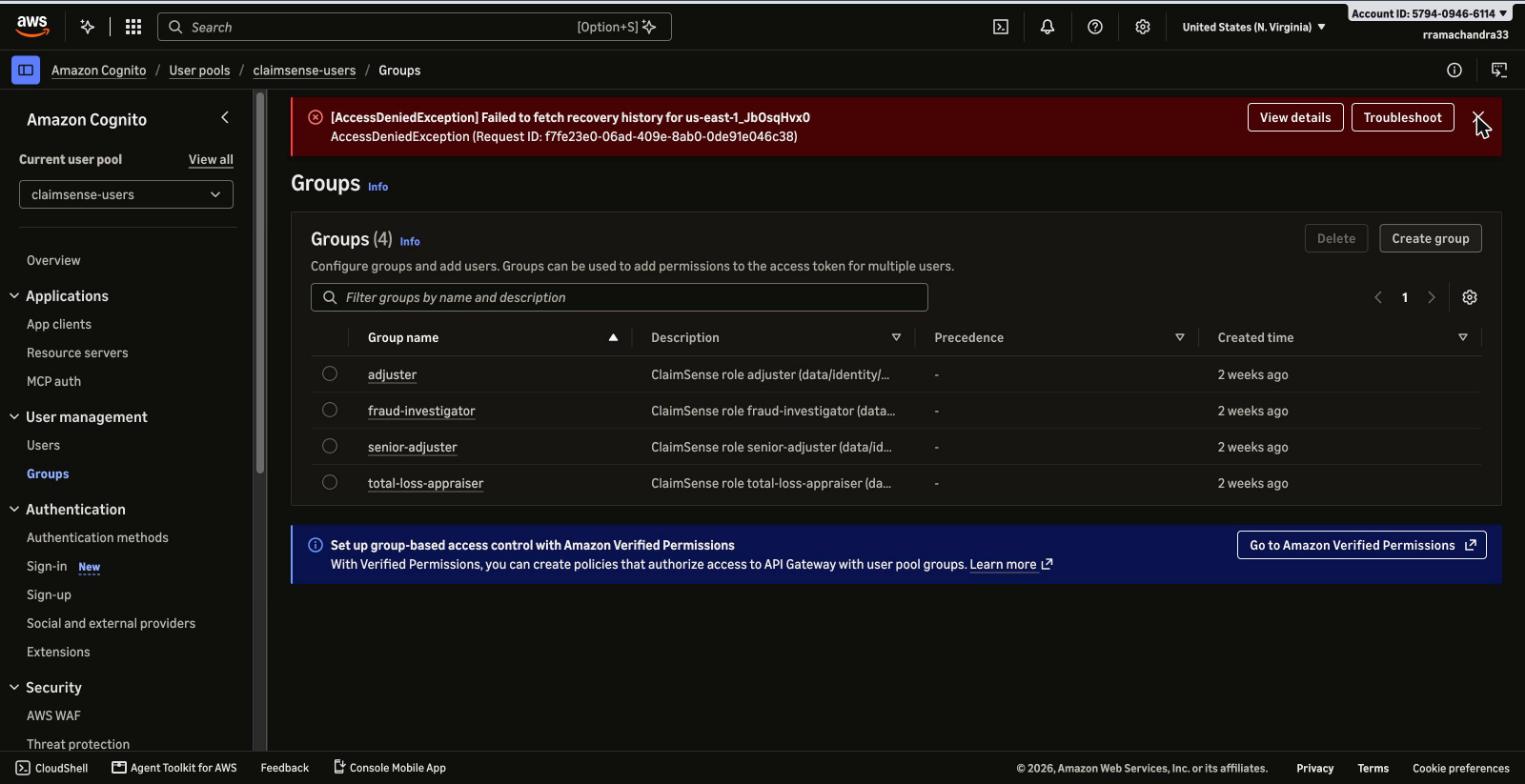 aws
Search [Option+S]
United States (N. Virginia) ▼
Account ID: 5794-0946-6114 ▼
rramachandra33
Amazon Cognito / User pools / claimsense-users / Groups
Amazon Cognito
Current user pool View all
claimsense-users
Overview
Applications
App clients
Resource servers
MCP auth
User management
Users
Groups
Authentication
Authentication methods
Sign-in New
Sign-up
Social and external providers
Extensions
Security
AWS WAF
Threat protection
[AccessDeniedException] Failed to fetch recovery history for us-east-1_JbOsqHvx0
AccessDeniedException (Request ID: f7fe23e0-06ad-409e-8ab0-0de91e046c38)
View details Troubleshoot
Groups Info
Groups (4) Info
Delete Create group
Configure groups and add users. Groups can be used to add permissions to the access token for multiple users.
Filter groups by name and description
1
Group name Description Precedence Created time
adjuster ClaimSense role adjuster (data/identity/... - 2 weeks ago
fraud-investigator ClaimSense role fraud-investigator (data... - 2 weeks ago
senior-adjuster ClaimSense role senior-adjuster (data/id... - 2 weeks ago
total-loss-appraiser ClaimSense role total-loss-appraiser (da... - 2 weeks ago
Set up group-based access control with Amazon Verified Permissions
With Verified Permissions, you can create policies that authorize access to API Gateway with user pool groups. Learn more
Go to Amazon Verified Permissions
CloudShell Agent Toolkit for AWS Feedback Console Mobile App
© 2026, Amazon Web Services, Inc. or its affiliates. Privacy Terms Cookie preferences